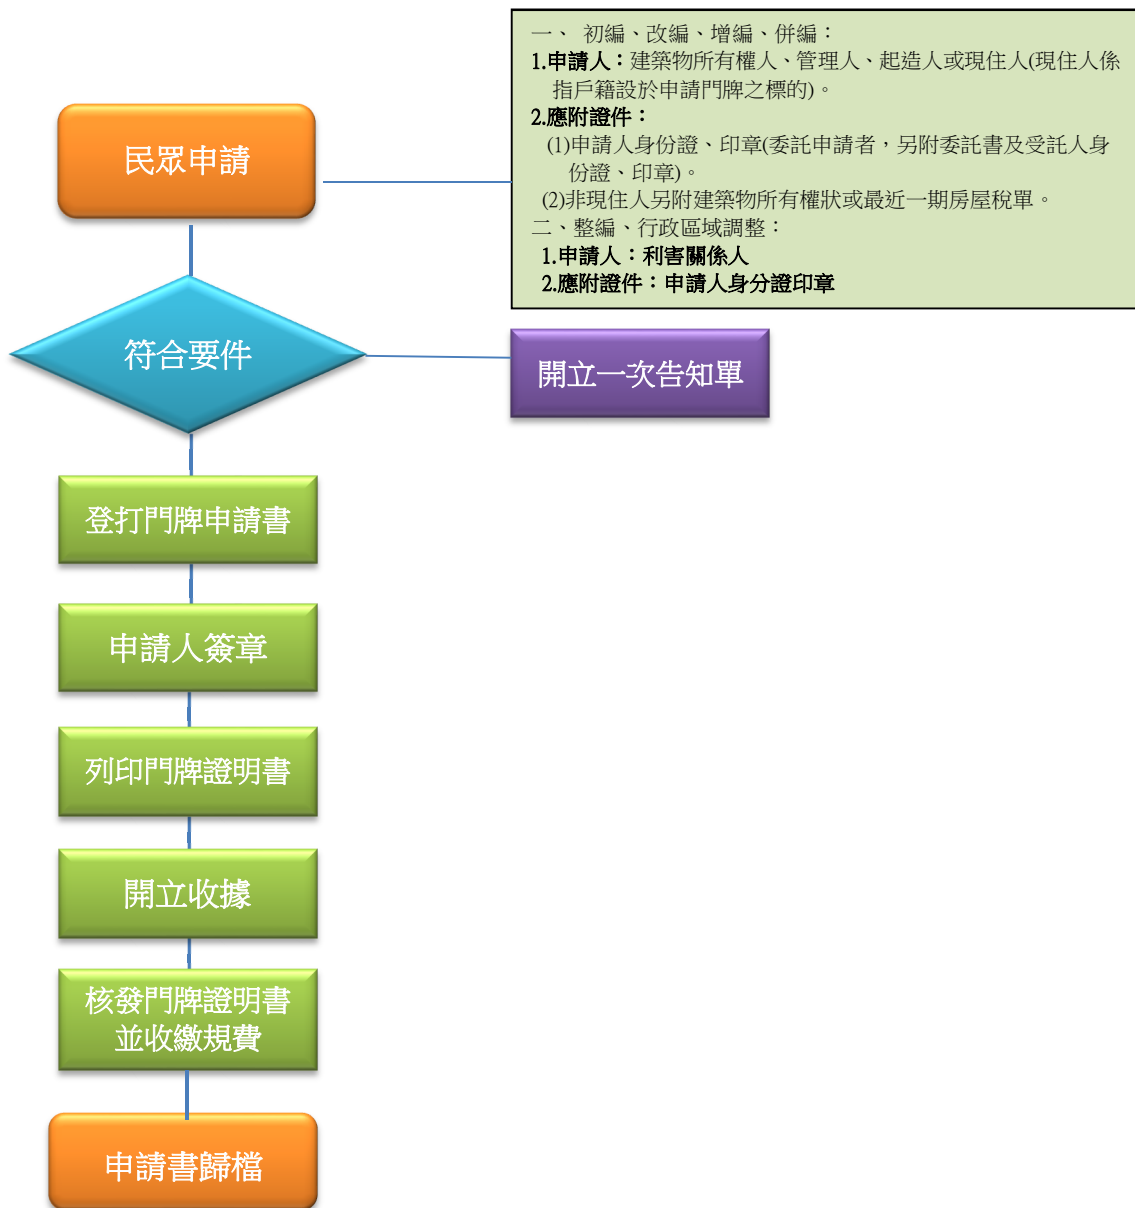 一、 初編、改編、增編、併編：
1.申請人：建築物所有權人、管理人、起造人或現住人(現住人係
指戶籍設於申請門牌之標的)。
2.應附證件：
(1)申請人身份證、印章(委託申請者，另附委託書及受託人身
份證、印章)。
(2)非現住人另附建築物所有權狀或最近一期房屋稅單。
二、整編、行政區域調整：
1.申請人：利害關係人
2.應附證件：申請人身分證印章
民眾申請
符合要件
開立一次告知單
登打門牌申請書
申請人簽章
列印門牌證明書
開立收據
核發門牌證明書
並收繳規費
申請書歸檔